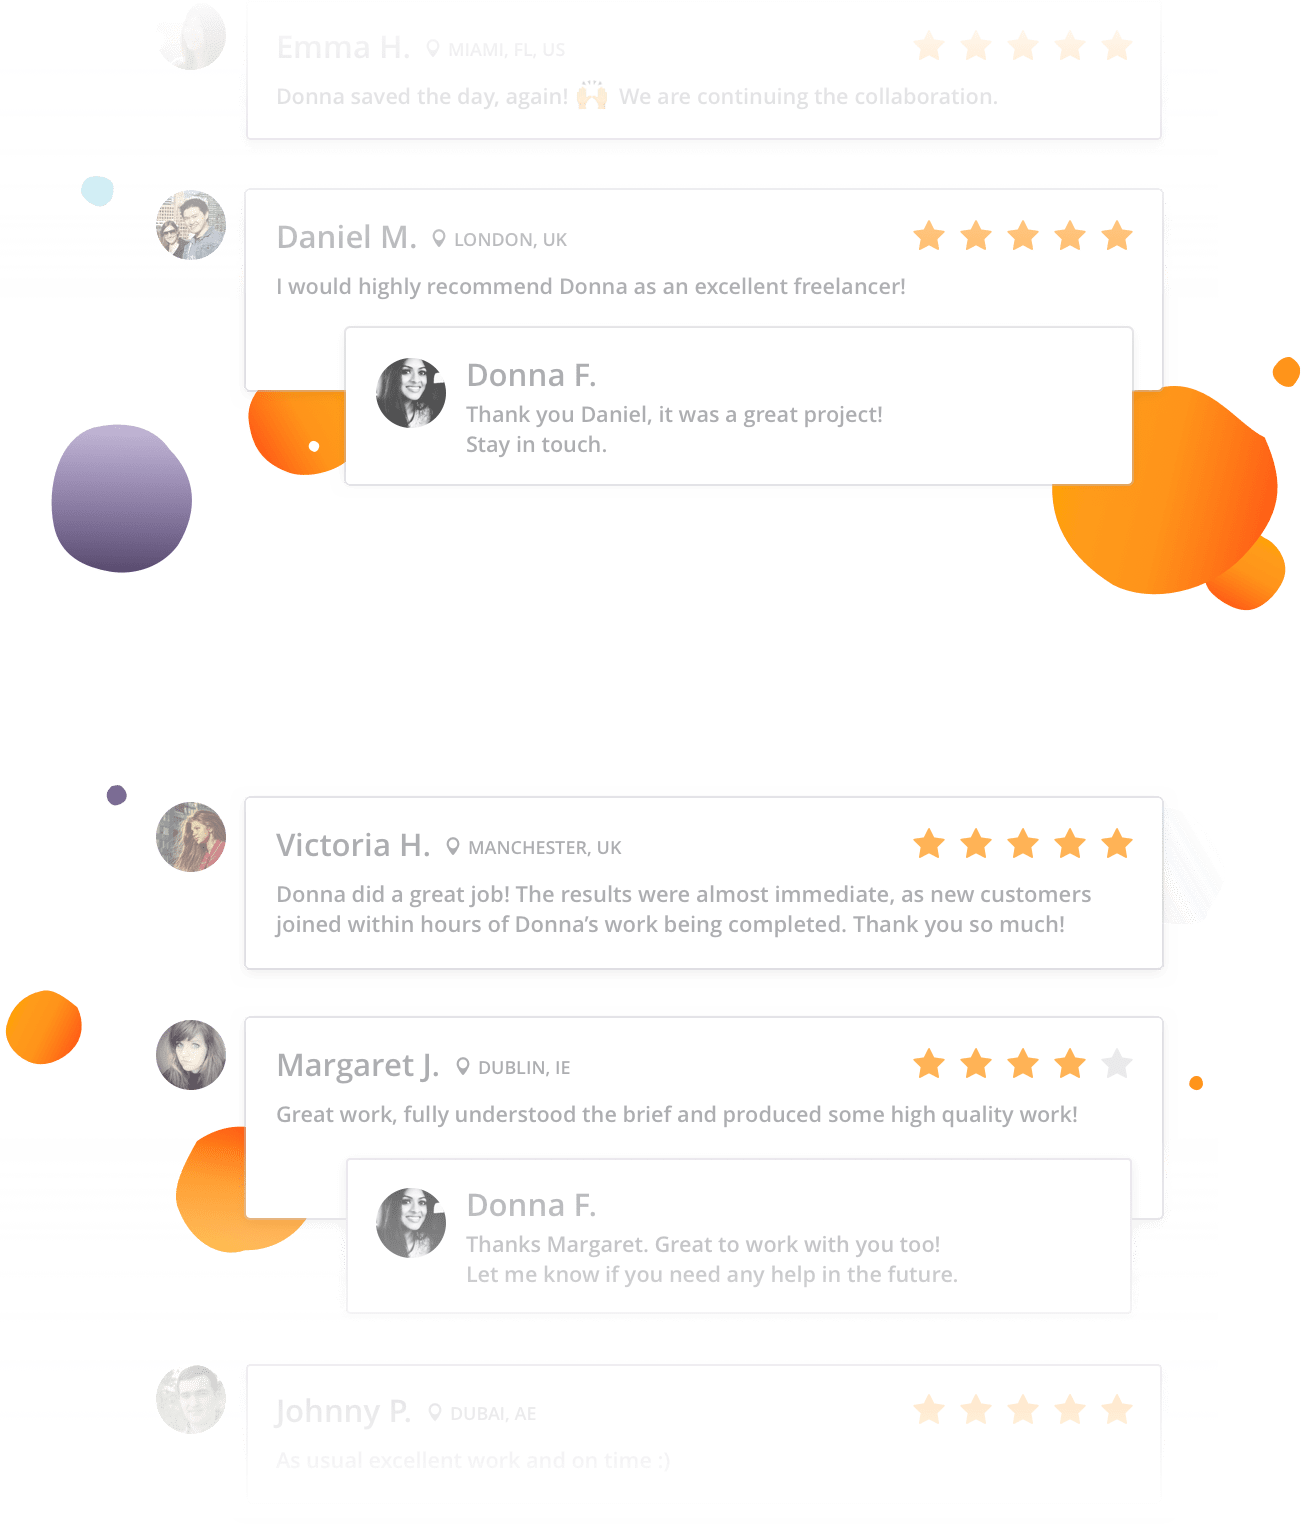 Emma H. MIAMI, FL, US
Donna saved the day, again! 🙌 We are continuing the collaboration.
Daniel M. LONDON, UK
I would highly recommend Donna as an excellent freelancer!
Donna F.
Thank you Daniel, it was a great project!
Stay in touch.
Victoria H. MANCHESTER, UK
Donna did a great job! The results were almost immediate, as new customers
joined within hours of Donna’s work being completed. Thank you so much!
Margaret J. DUBLIN, IE
Great work, fully understood the brief and produced some high quality work!
Donna F.
Thanks Margaret. Great to work with you too!
Let me know if you need any help in the future.
Johnny P. DUBAI, AE
As usual excellent work and on time :)